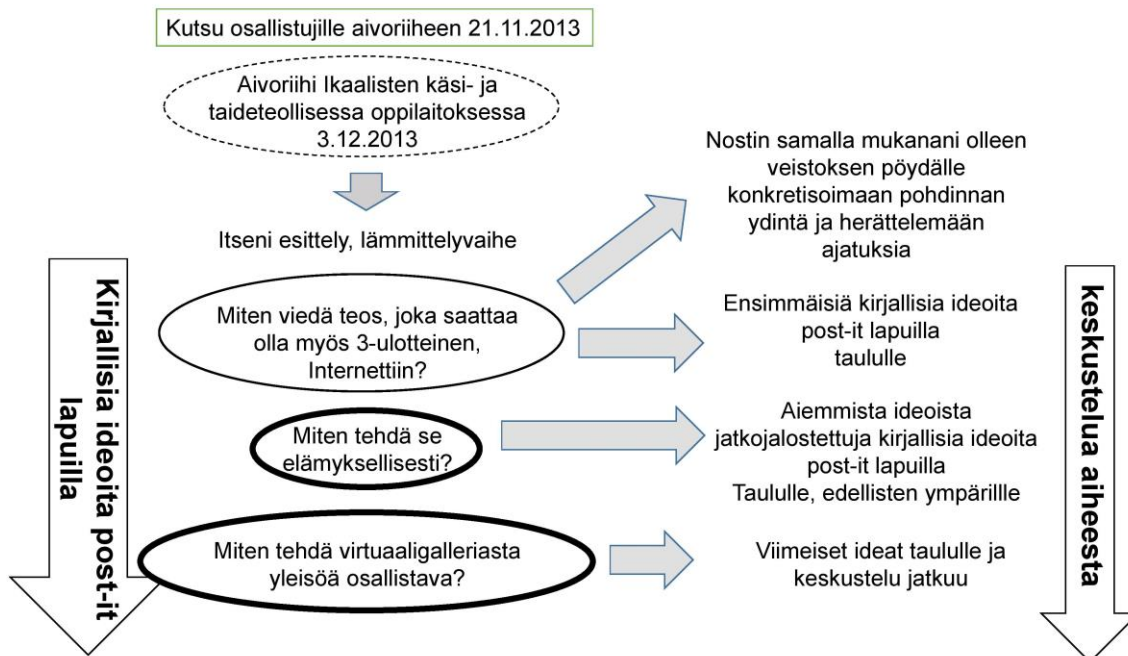 Kutsu osallistujille aivoriiheen 21.11.2013
Aivoriihi Ikaalisten käsi- ja
taideteollisessa oppilaitoksessa
3.12.2013
Itseni esittely, lämmittelyvaihe
Nostin samalla mukanani olleen
veistoksen pöydälle
konkretisoimaan pohdinnan
ydintä ja herättelemään
ajatuksia
Miten viedä teos, joka saattaa
olla myös 3-ulotteinen,
Internettiin?
Ensimmäisiä kirjallisia ideoita
post-it lapuilla
taululle
Miten tehdä se
elämyksellisesti?
Aiemmista ideoista
jatkojalostettuja kirjallisia ideoita
post-it lapuilla
Taululle, edellisten ympärillle
Miten tehdä virtuaaligalleriasta
yleisöä osallistava?
Viimeiset ideat taululle ja
keskustelu jatkuu
Kirjallisia ideoita post-it
lapuilla
keskustelua aiheesta